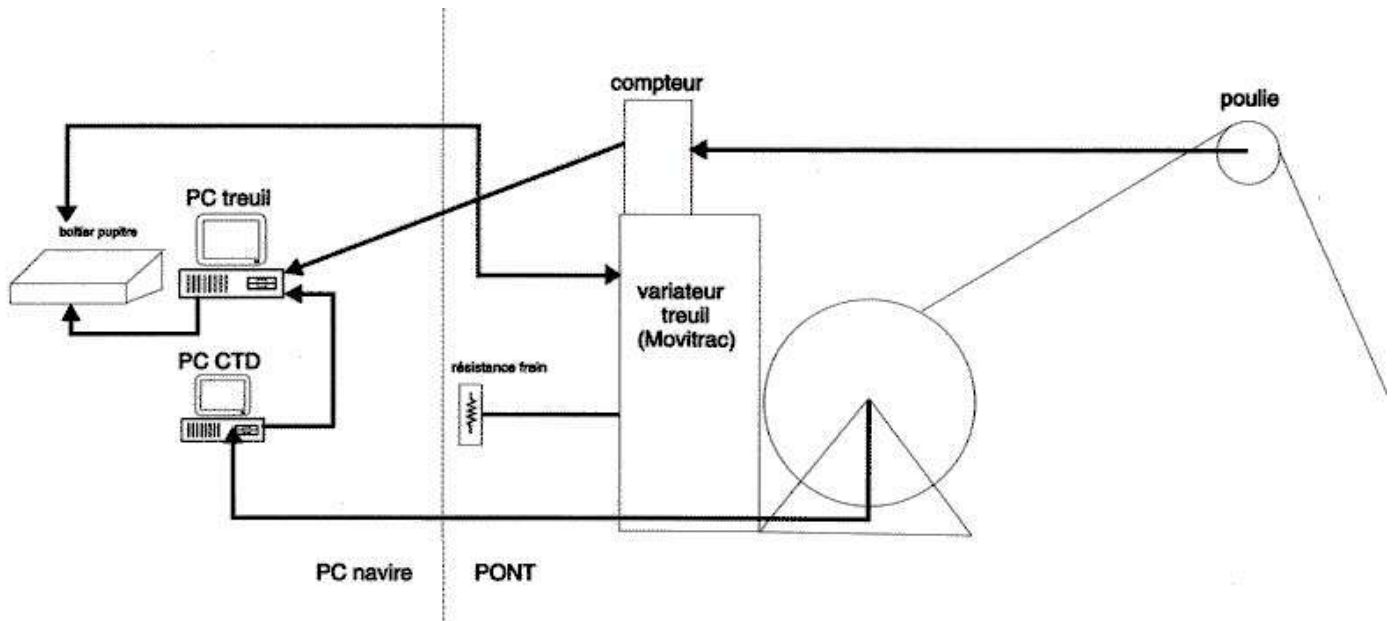 compteur
poulie
PC treuil
boîtier pupitre
variateur
treuil
(Movitrac)
PC CTD
résistance frein
PC navire
PONT